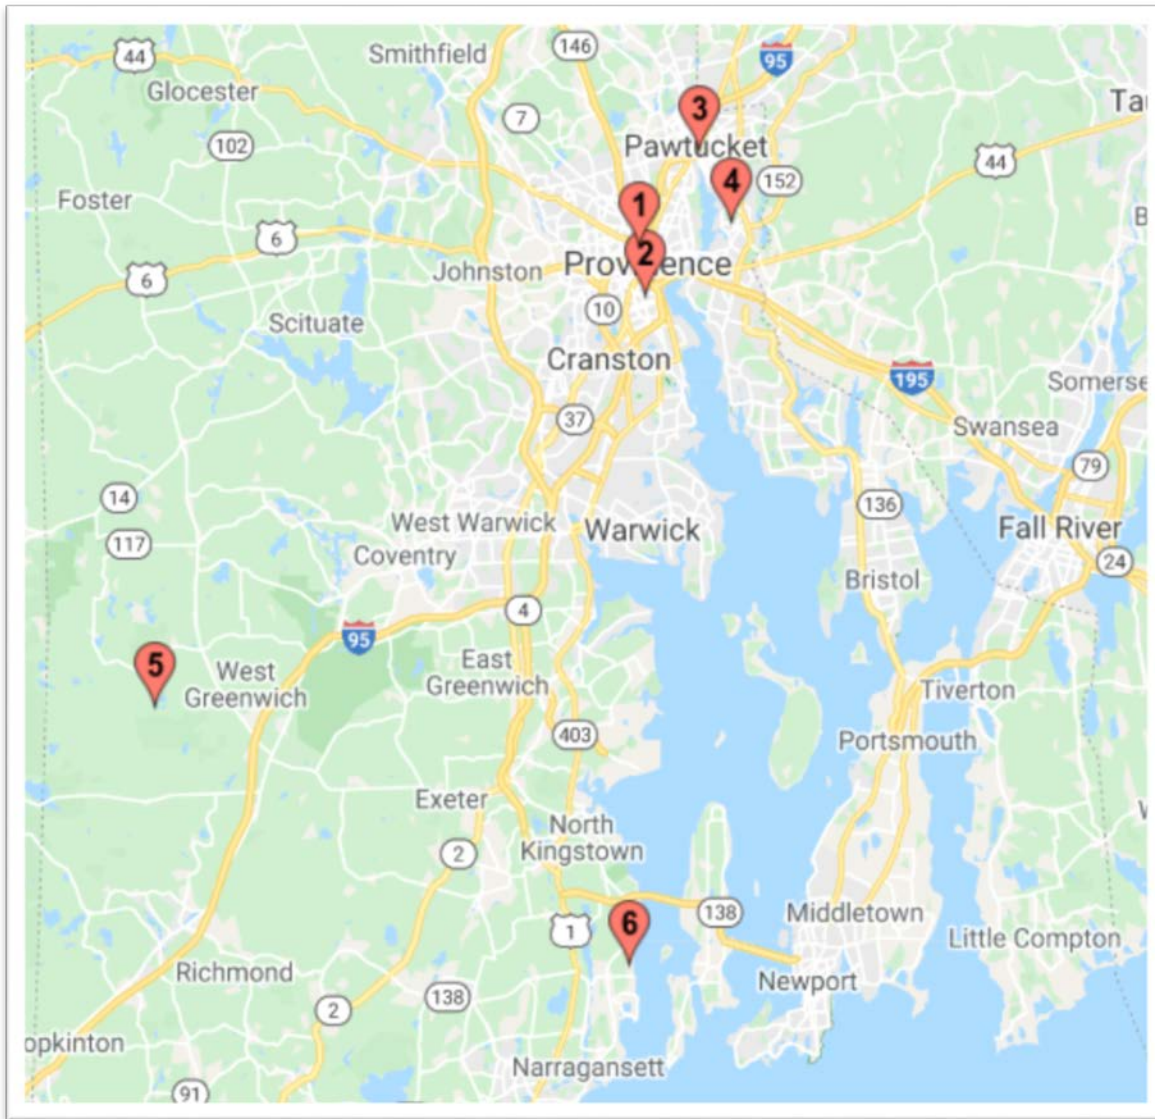 44
Smithfield
146
95
Glocester
Ta
7
3
102
Pawtucket
44
4
152
Foster
1
B
6
2
Providence
Johnston
6
10
Scituate
Cranston
195
Somerse
37
Swansea
79
14
136
West Warwick
Warwick
Fall River
117
Coventry
24
Bristol
4
95
5
West
Greenwich
East
Greenwich
Tiverton
403
Portsmouth
Exeter
North
Kingstown
2
138
Middletown
6
1
Little Compton
Richmond
Newport
138
2
opkinton
Narragansett
91